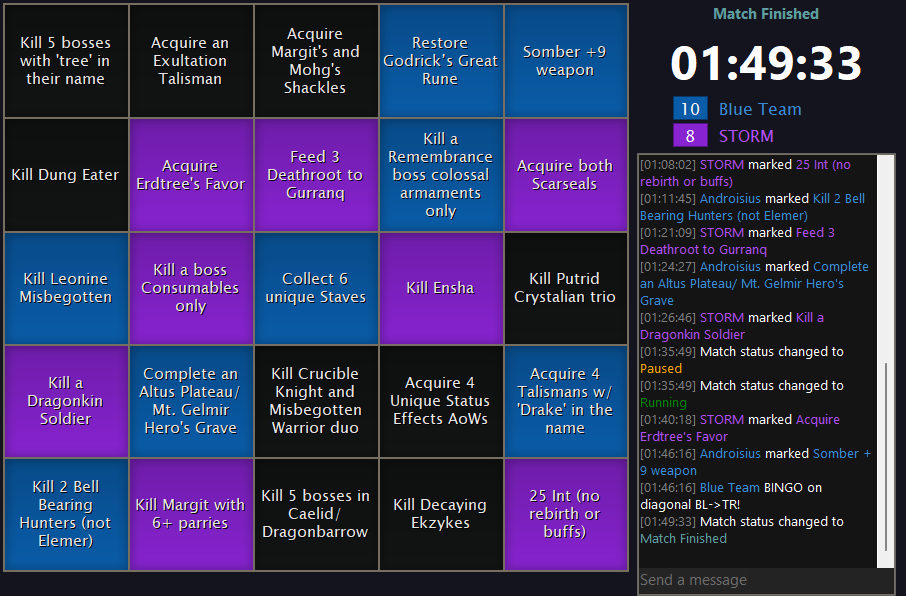 Kill 5 bosses
with 'tree' in
their name
Acquire an
Exultation
Talisman
Acquire
Margit's and
Mohg's
Shackles
Restore
Godrick's Great
Rune
Somber +9
weapon
Kill Dung Eater
Acquire
Erdtree's Favor
Feed 3
Deathroot to
Gurranq
Kill a
Remembrance
boss colossal
armaments
only
Acquire both
Scarseals
Kill Leonine
Misbegotten
Kill a boss
Consumables
only
Collect 6
unique Staves
Kill Ensha
Kill Putrid
Crystalian trio
Kill a
Dragonkin
Soldier
Complete an
Altus Plateau/
Mt. Gelmir
Hero's Grave
Kill Crucible
Knight and
Misbegotten
Warrior duo
Acquire 4
Unique Status
Effects AoWs
Acquire 4
Talismans w/
'Drake' in the
name
Kill 2 Bell
Bearing
Hunters (not
Elemer)
Kill Margit with
6+ parries
Kill 5 bosses in
Caelid/
Dragonbarrow
Kill Decaying
Ekzykes
25 Int (no
rebirth or
buffs)
Match Finished
01:49:33
10 Blue Team
8 STORM
[01:08:02] STORM marked 25 Int (no
rebirth or buffs)
[01:11:45] Androisius marked Kill 2 Bell
Bearing Hunters (not Elemer)
[01:21:09] STORM marked Feed 3
Deathroot to Gurranq
[01:24:27] Androisius marked Complete
an Altus Plateau/ Mt. Gelmir Hero's
Grave
[01:26:46] STORM marked Kill a
Dragonkin Soldier
[01:35:49] Match status changed to
Paused
[01:35:49] Match status changed to
Running
[01:40:18] STORM marked Acquire
Erdtree's Favor
[01:46:16] Androisius marked Somber +
9 weapon
[01:46:16] Blue Team BINGO on
diagonal BL->TR!
[01:49:33] Match status changed to
Match Finished
Send a message